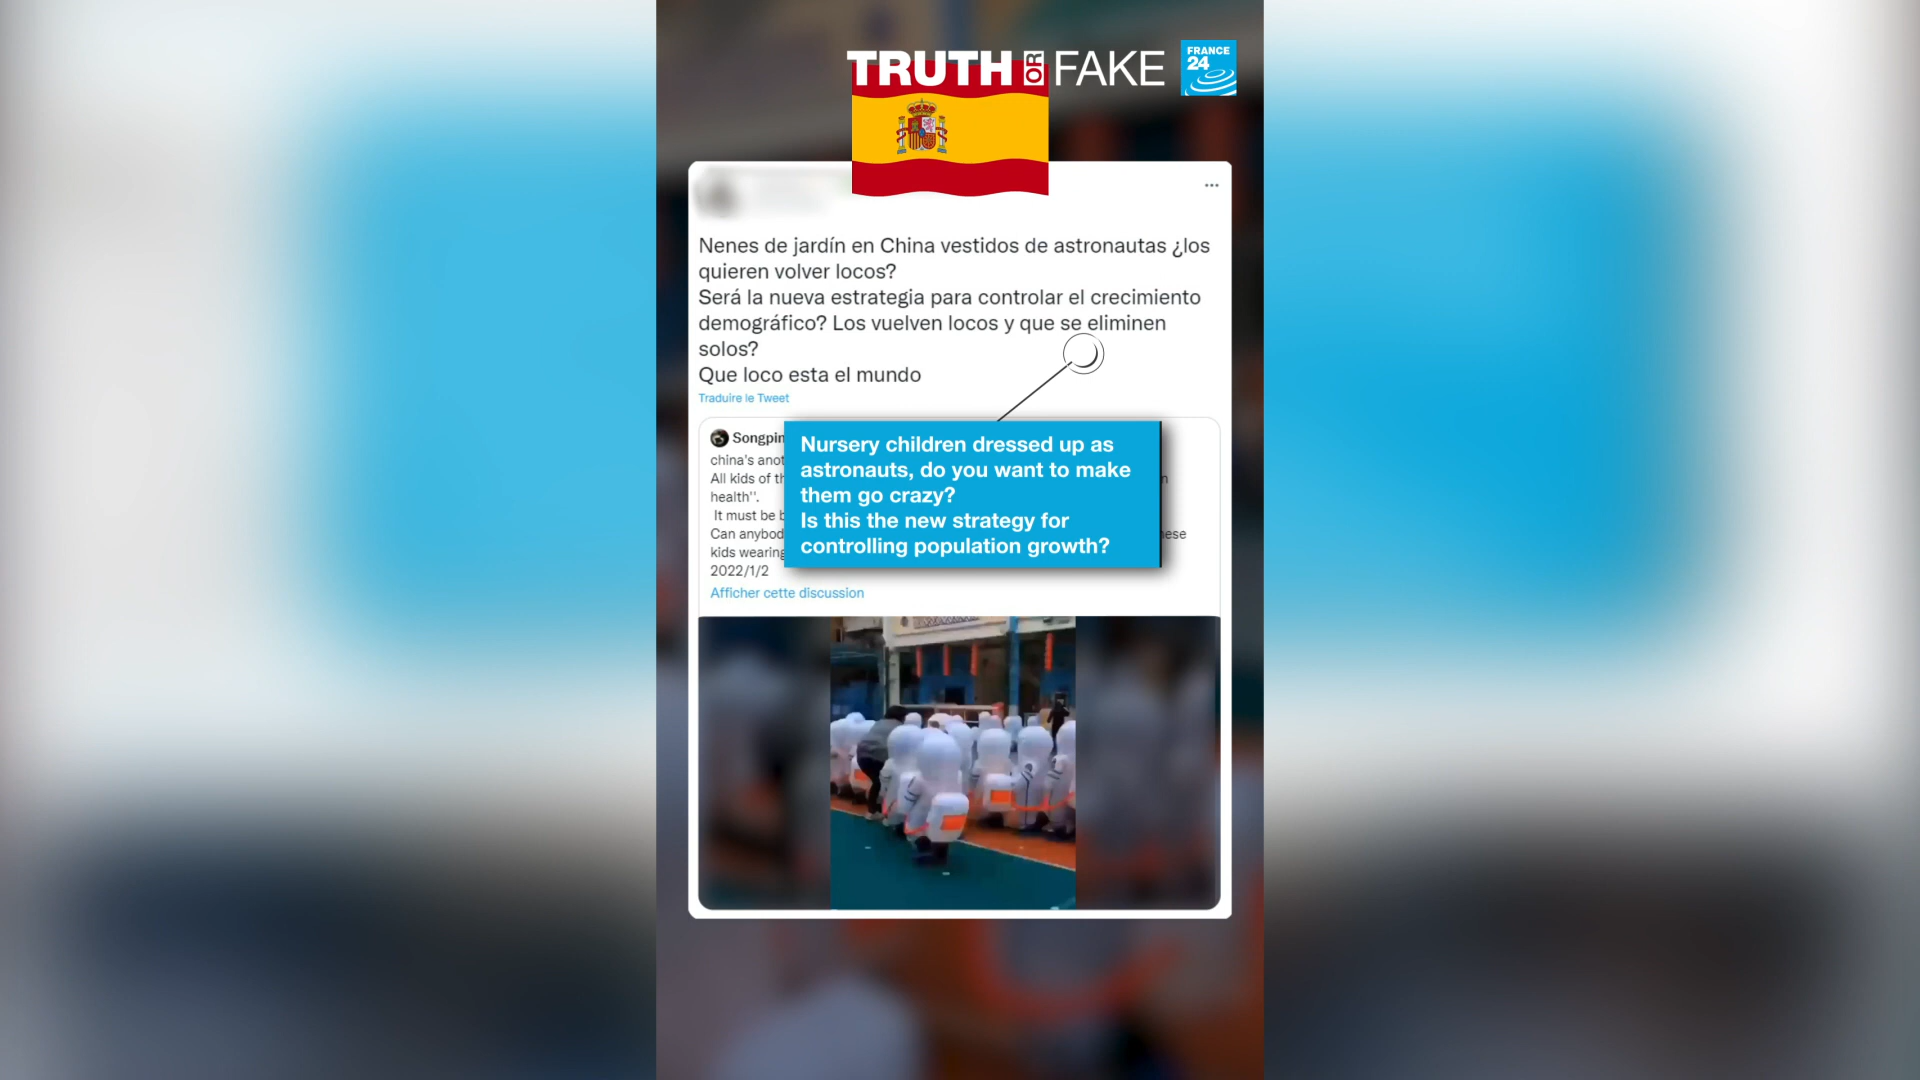 TRUTH OR FAKE
FRANCE
24
Nenes de jardín en China vestidos de astronautas ¿los
quieren volver locos?
Será la nueva estrategia para controlar el crecimiento
demográfico? Los vuelven locos y que se eliminen
solos?
Que loco esta el mundo
Traduire le Tweet
china's
All kids of
health".
It must be
Can
kids wearing
2022/1/2
Afficher cette discussion
Nursery children dressed up as
astronauts, do you want to make
them go crazy?
Is this the new strategy for
controlling population growth?